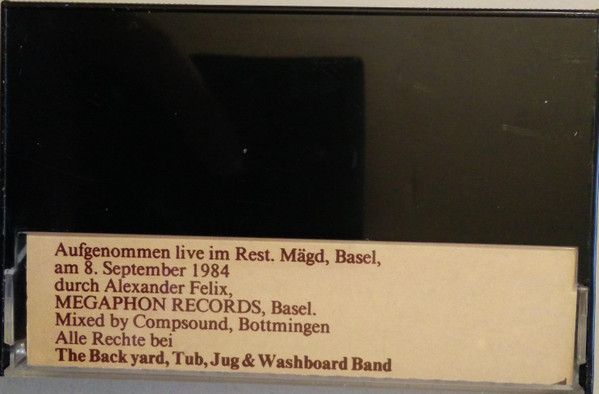 Aufgenommen live im Rest. Mägd, Basel,
am 8. September 1984
durch Alexander Felix,
MEGAPHON RECORDS, Basel.
Mixed by Compsound, Bottmingen
Alle Rechte bei
The Back yard, Tub, Jug & Washboard Band